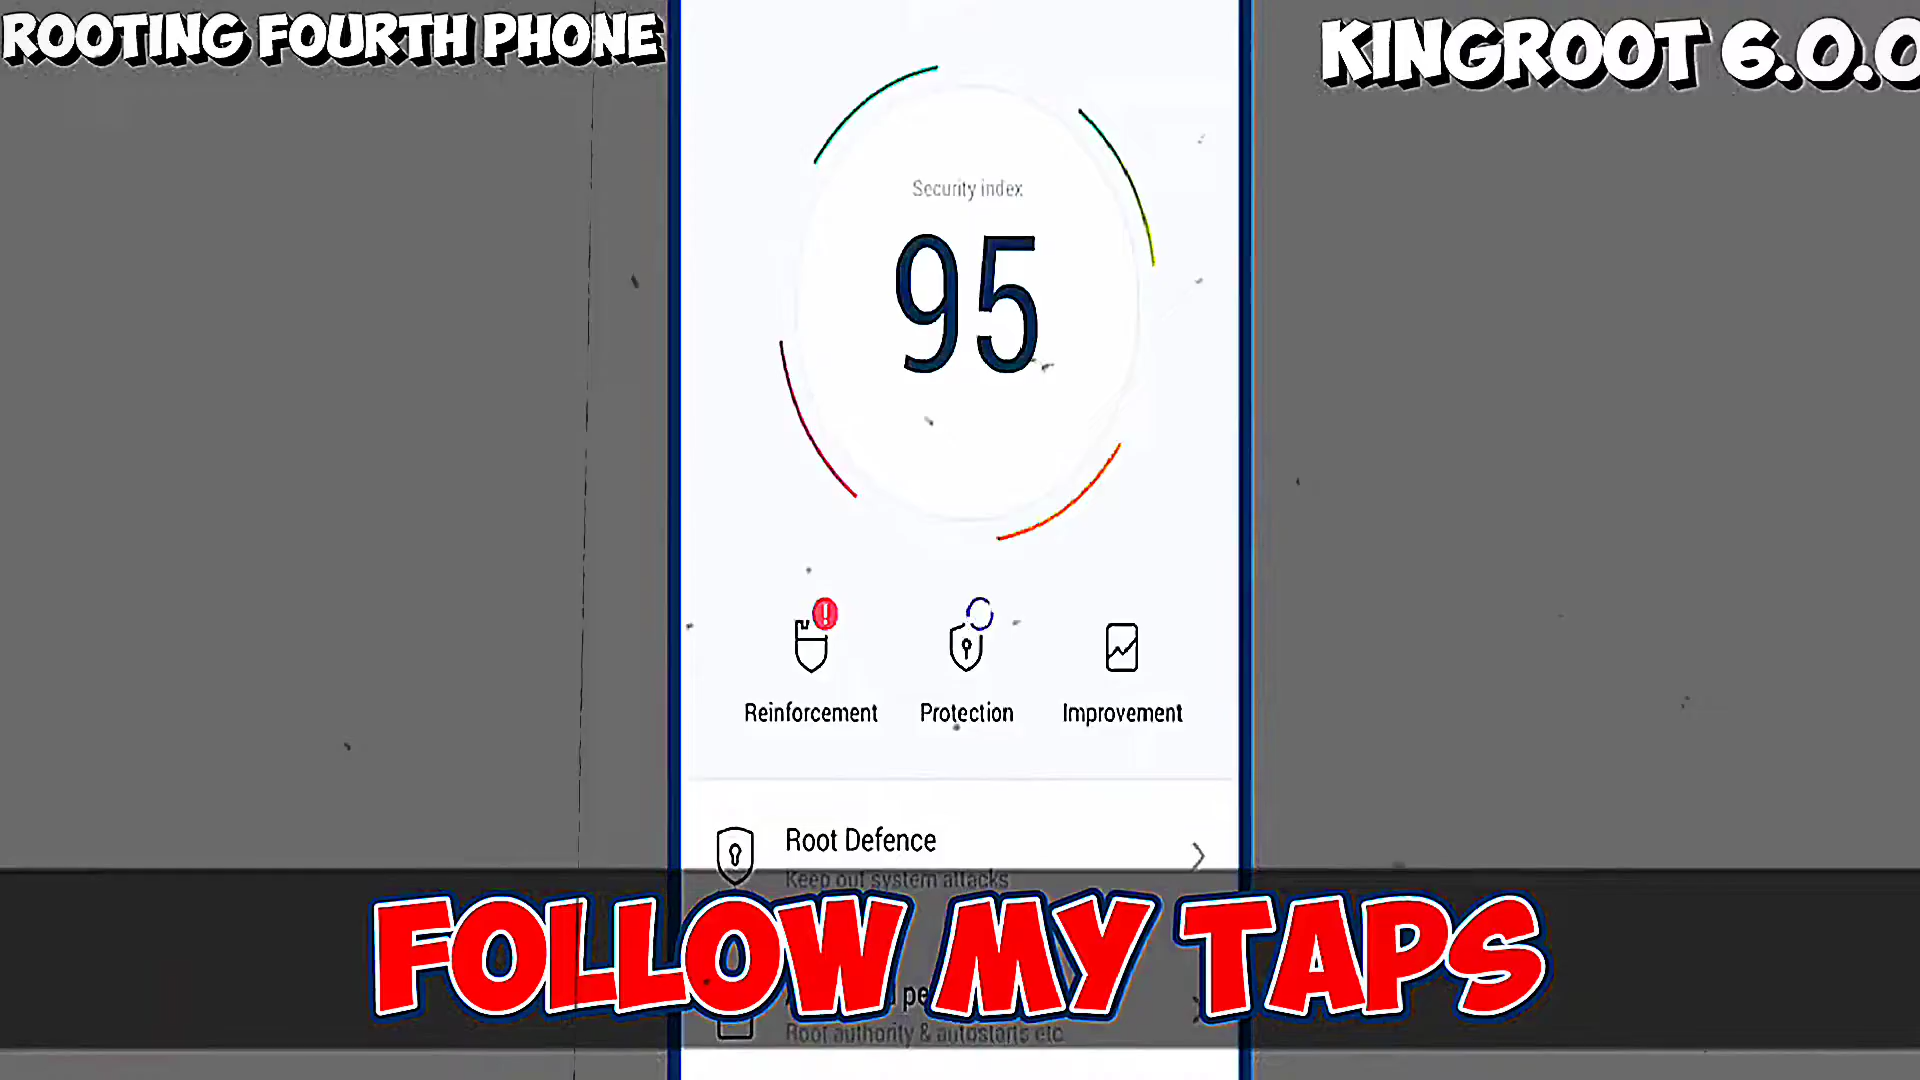 ROOTING FOURTH PHONE
KINGROOT 6.0.0
Security index
95
Reinforcement
Protection
Improvement
Root Defence
Keep out system attacks
FOLLOW MY TAPS
Root authority & autostarts etc